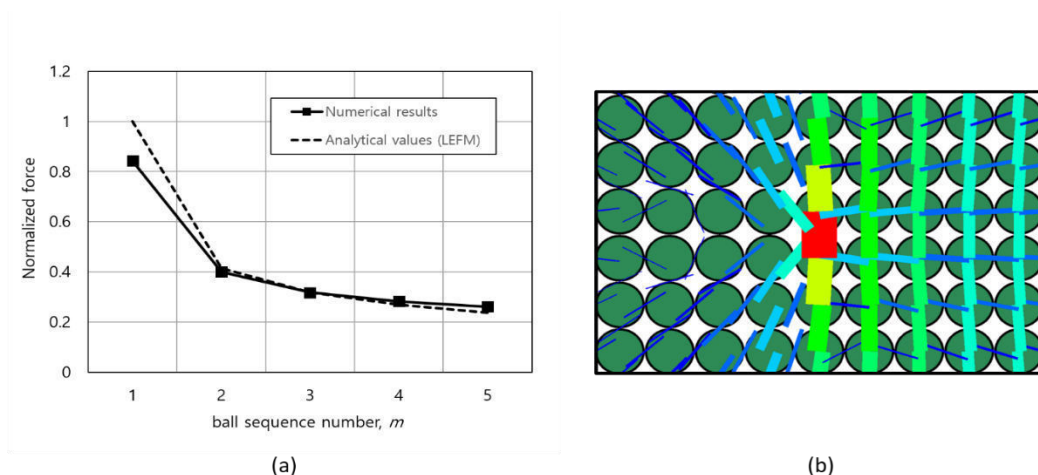 1.2
1
0.8
0.6
0.4
0.2
0
Normalized force
Numerical results
Analytical values (LEFM)
1 2 3 4 5
ball sequence number, m
(a)
(b)